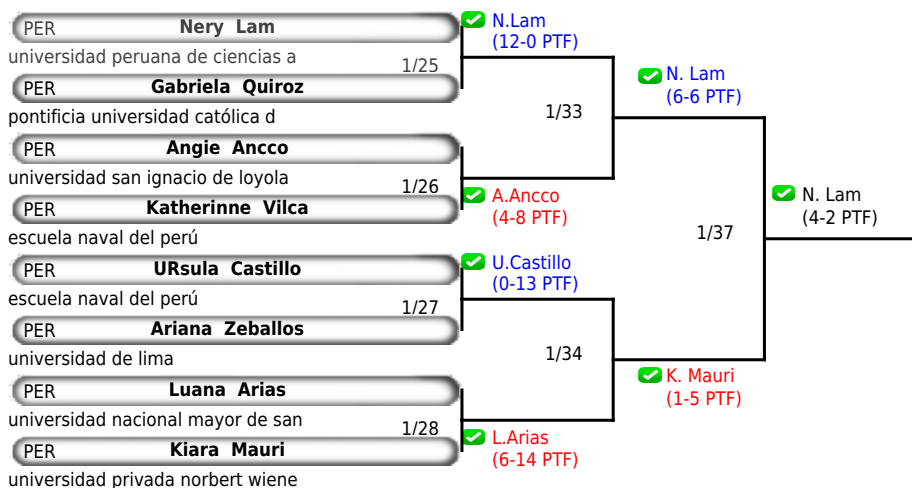 PER Nery Lam
universidad peruana de ciencias a
1/25
PER Gabriela Quiroz
pontificia universidad católica d
PER Angie Ancco
universidad san ignacio de loyola
1/26
PER Katherinne Vilca
escuela naval del perú
PER URsula Castillo
escuela naval del perú
1/27
PER Ariana Zeballos
universidad de lima
PER Luana Arias
universidad nacional mayor de san
1/28
PER Kiara Mauri
universidad privada norbert wiene
N.Lam
(12-0 PTF)
1/33
A.Ancco
(4-8 PTF)
U.Castillo
(0-13 PTF)
1/34
L.Arias
(6-14 PTF)
N. Lam
(6-6 PTF)
1/37
K. Mauri
(1-5 PTF)
N. Lam
(4-2 PTF)